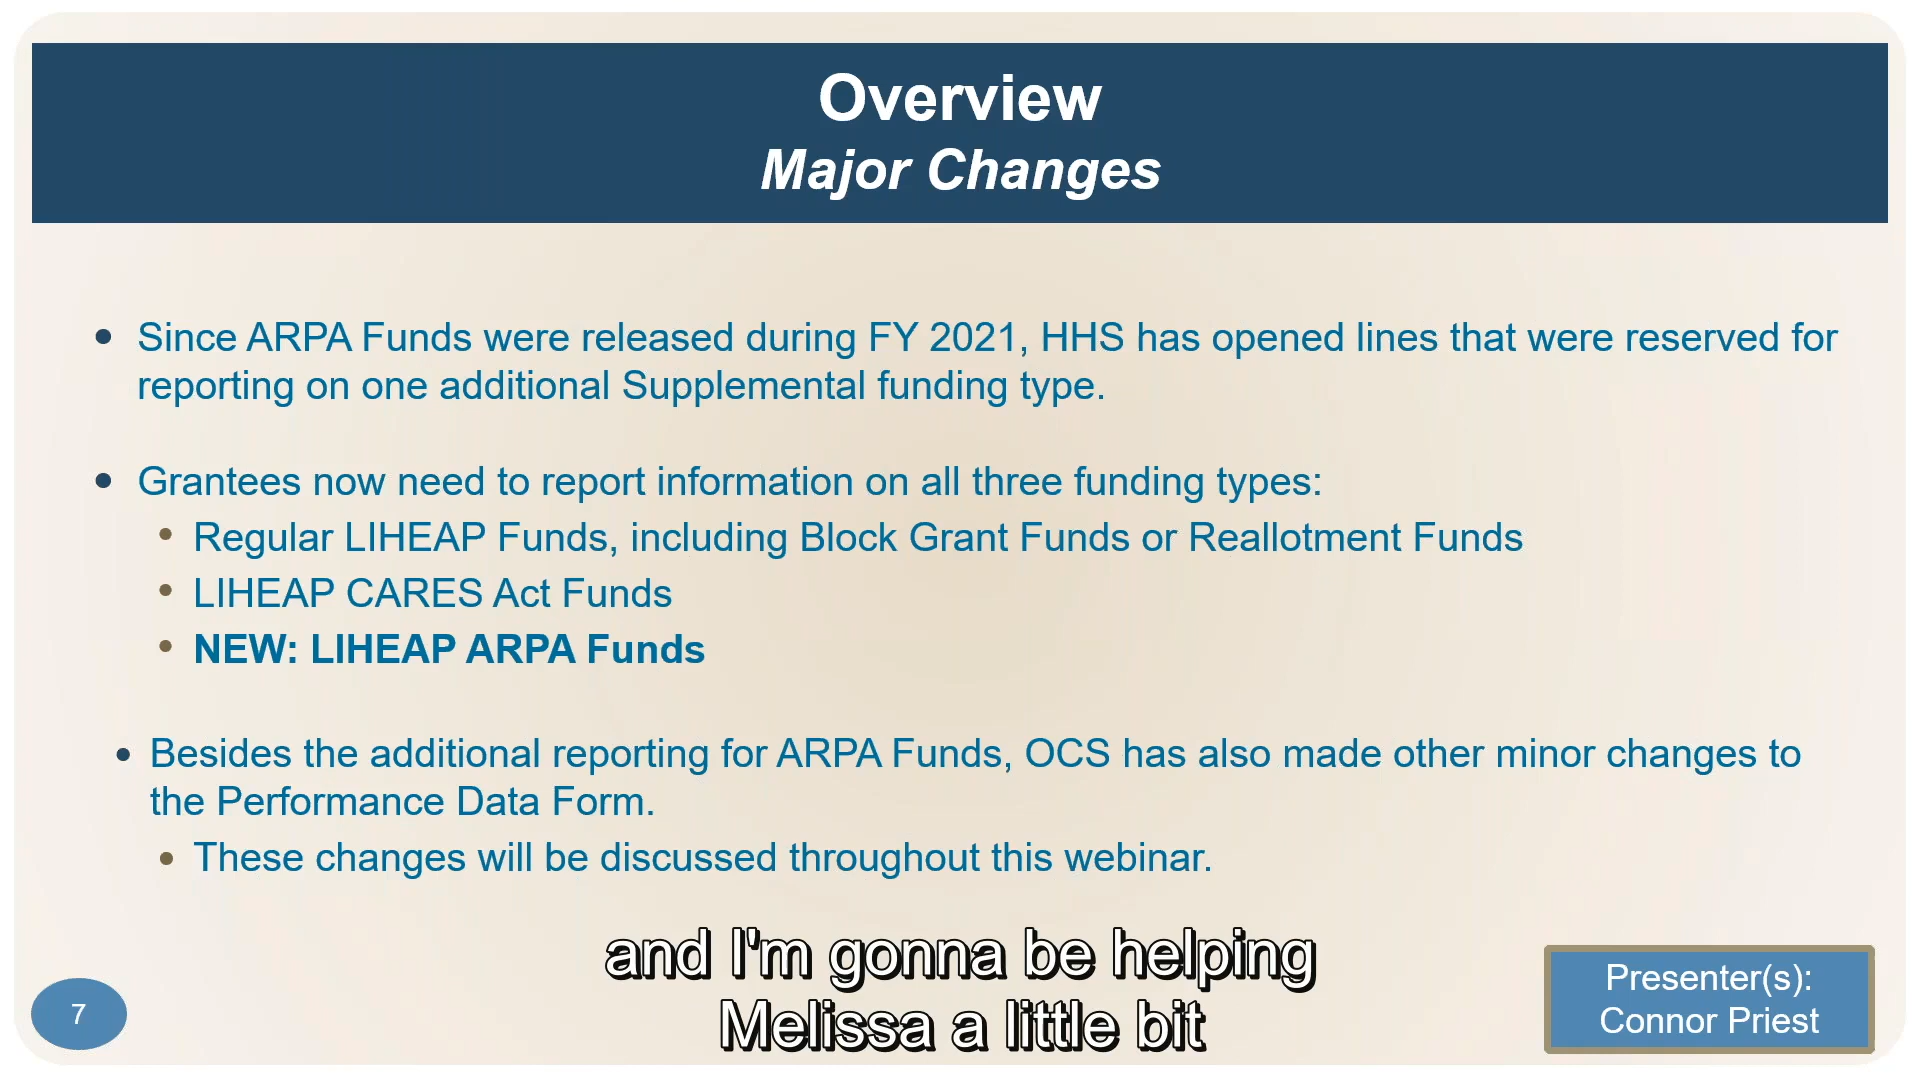 Overview
Major Changes
• Since ARPA Funds were released during FY 2021, HHS has opened lines that were reserved for
reporting on one additional Supplemental funding type.
• Grantees now need to report information on all three funding types:
• Regular LIHEAP Funds, including Block Grant Funds or Reallotment Funds
• LIHEAP CARES Act Funds
• NEW: LIHEAP ARPA Funds
• Besides the additional reporting for ARPA Funds, OCS has also made other minor changes to
the Performance Data Form.
• These changes will be discussed throughout this webinar.
and I'm gonna be helping
Melissa a little bit
7
Presenter(s):
Connor Priest